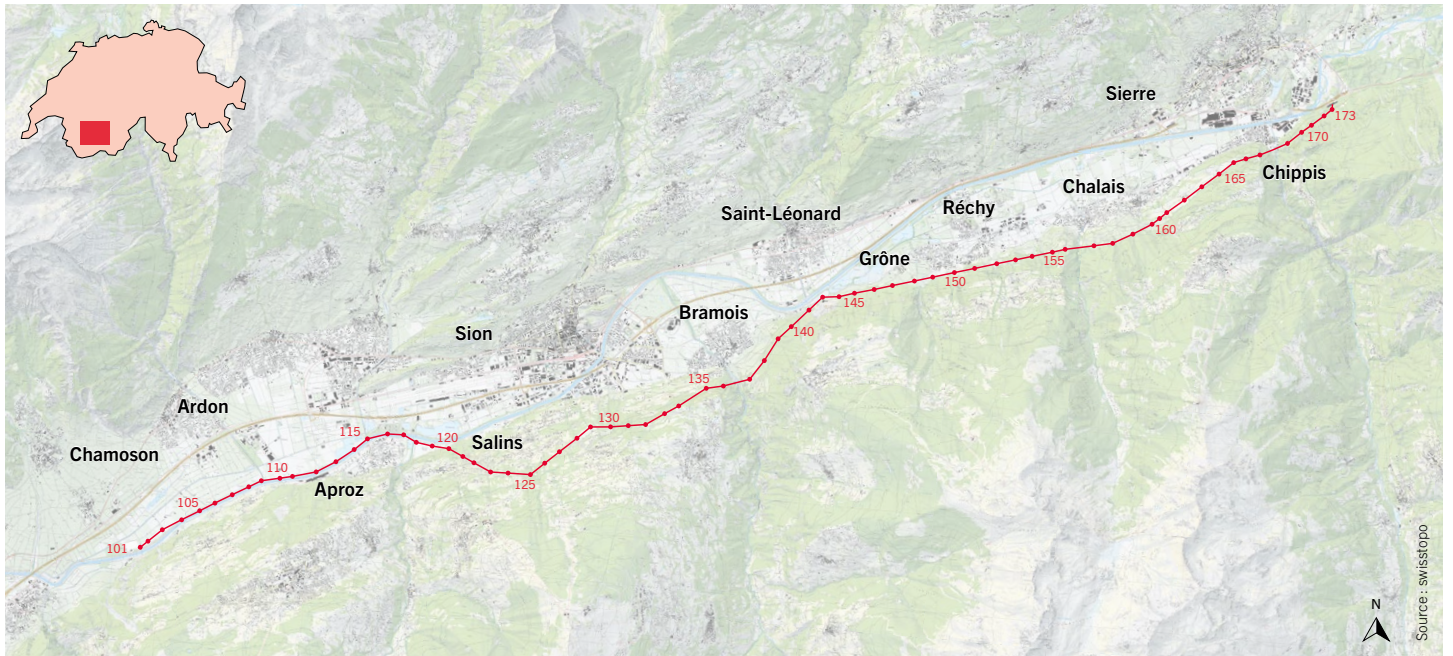 Sierre
173
170
Chippis
165
Chalais
Réchy
Saint-Léonard
160
Grône
155
150
145
Bramois
140
Sion
135
Ardon
130
115
120
Salins
Chamoson
110
125
Aproz
105
101
N
Source : swisstopo